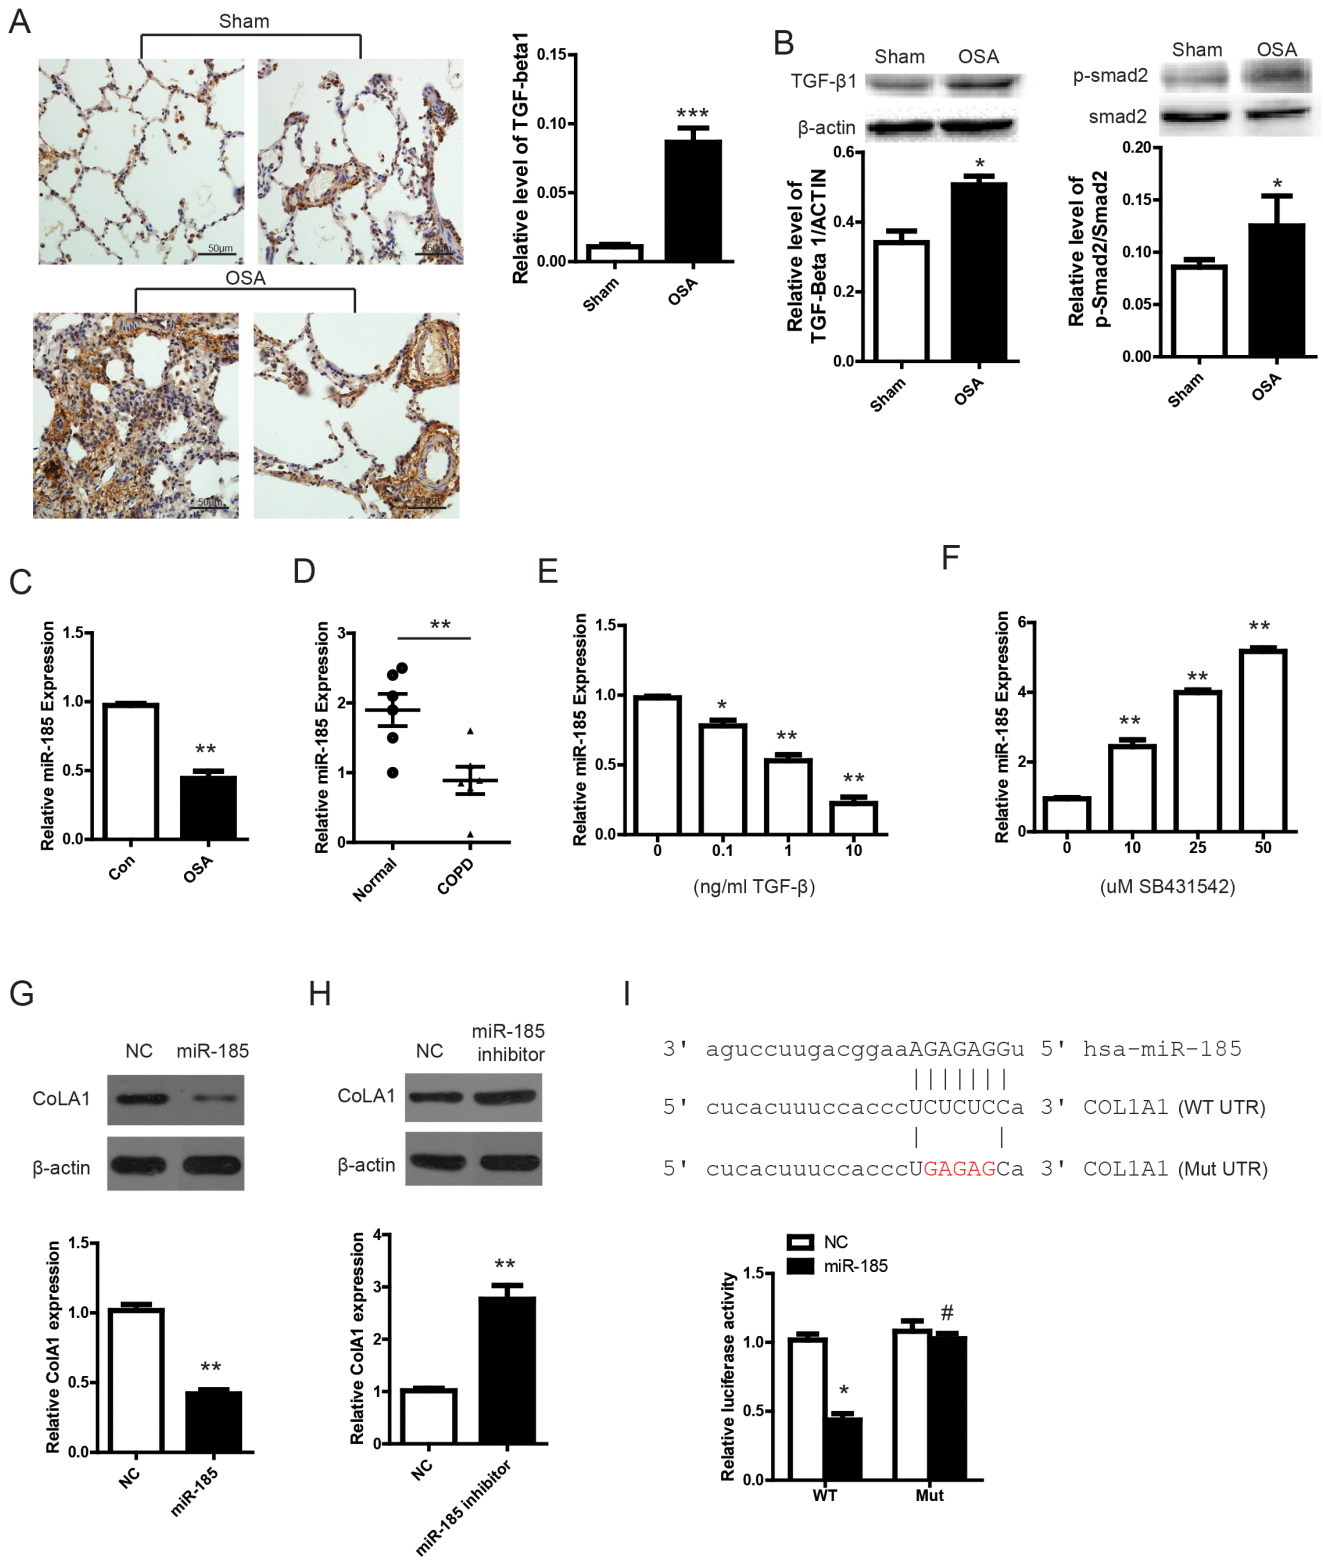 A
Sham
50μm
50μm
OSA
50μm
50μm
Relative level of TGF-beta1
0.15
0.10
0.05
0.00
***
Sham
OSA
B
Sham
OSA
TGF-β1
β-actin
Relative level of
TGF-Beta 1/ACTIN
0.6
0.4
0.2
0.0
*
Sham
OSA
Sham
OSA
p-smad2
smad2
Relative level of
p-Smad2/Smad2
0.20
0.15
0.10
0.05
0.00
*
Sham
OSA
C
Relative miR-185 Expression
1.5
1.0
0.5
0.0
**
Con
OSA
D
Relative miR-185 Expression
3
2
1
0
**
Normal
COPD
E
Relative miR-185 Expression
1.5
1.0
0.5
0.0
*
**
**
0 0.1 1 10
(ng/ml TGF-β)
F
Relative miR-185 Expression
6
4
2
0
**
**
**
0 10 25 50
(uM SB431542)
G
NC miR-185
CoLA1
β-actin
Relative ColA1 expression
1.5
1.0
0.5
0.0
**
NC
miR-185
H
NC
miR-185
inhibitor
CoLA1
β-actin
Relative ColA1 expression
4
3
2
1
0
**
NC
miR-185 inhibitor
I
3' aguccuugacggaaAGAGAGGu 5' hsa-miR-185
5' cucacuuuccacccUCUCUCCa 3' COL1A1 (WT UTR)
5' cucacuuuccacccUGAGAGCa 3' COL1A1 (Mut UTR)
NC
miR-185
Relative luciferase activity
1.5
1.0
0.5
0.0
*
#
WT Mut